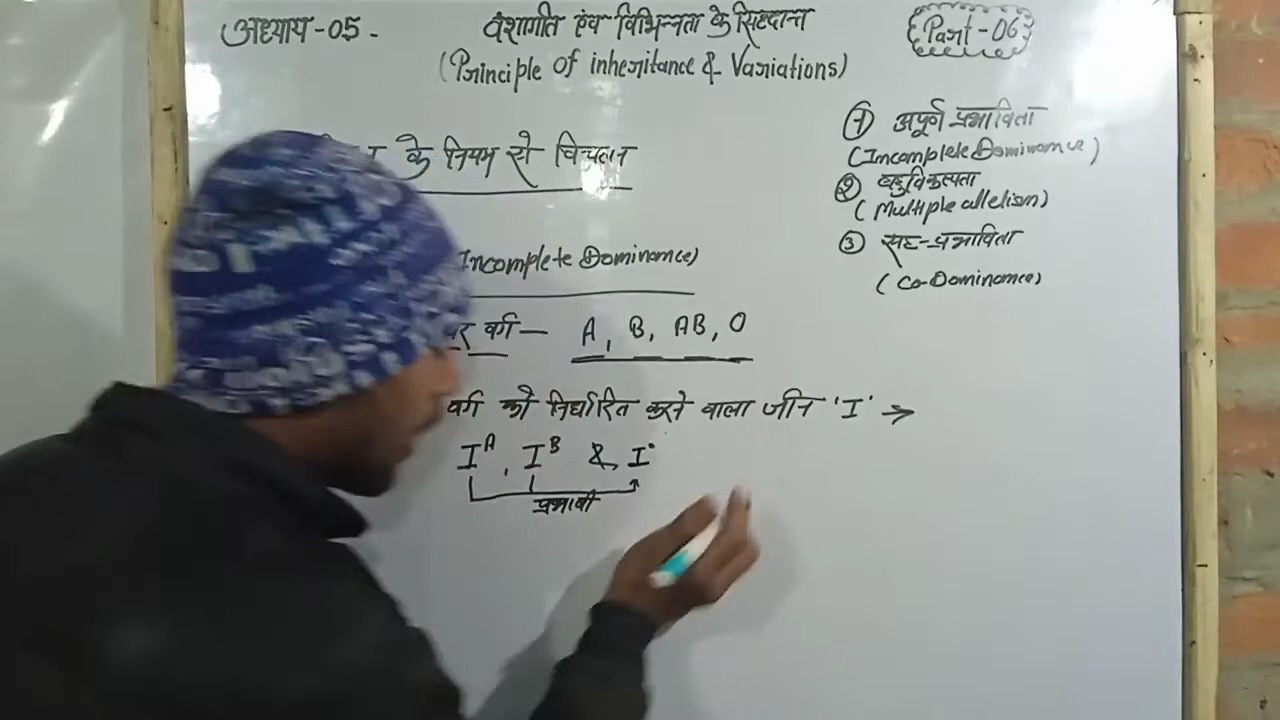 अध्याय-05.
वंशागति एंव विभिन्नता के सिद्दान्त
(Principle of inheritance & Variations)
Part-06
के नियम से विचलन
Incomplete Dominance)
वर्ग— A, B, AB, O
वर्ग को निर्धारित करने वाला जीन 'I' →
I^A, I^B & I°
प्रभावी
① अपूर्ण प्रभाविता
(Incomplete Dominance)
② बहुविकल्पता
(Multiple allelism)
③ सह-प्रभाविता
(Co-Dominance)